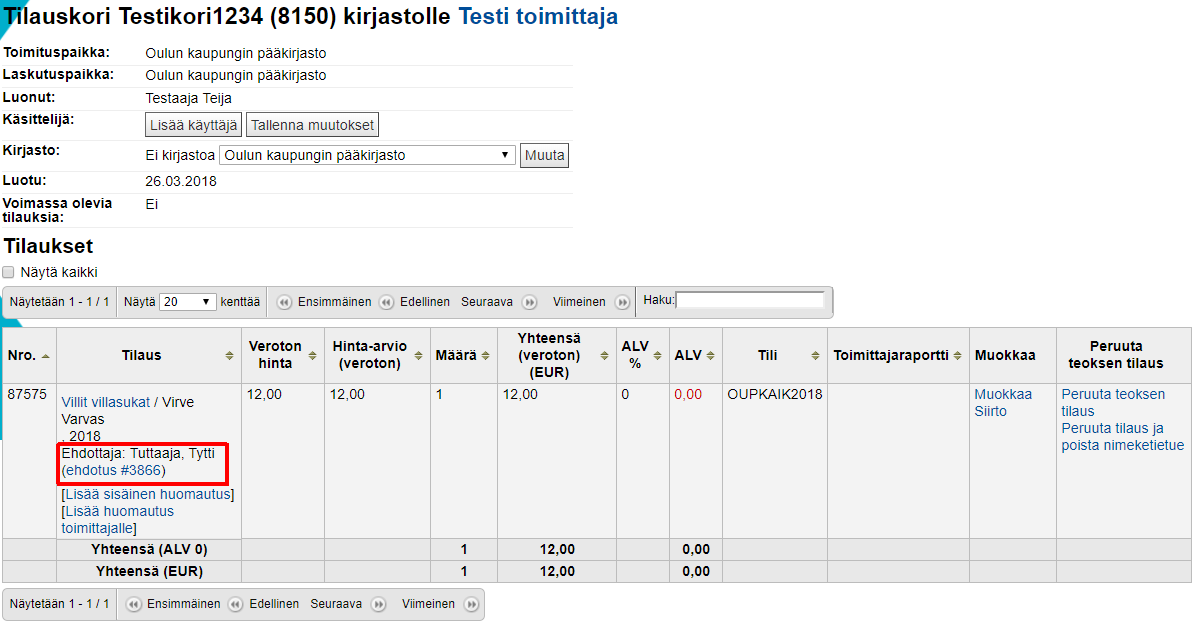 Tilauskori Testikori1234 (8150) kirjastolle Testi toimittaja
Toimituspaikka: Oulun kaupungin pääkirjasto
Laskutuspaikka: Oulun kaupungin pääkirjasto
Luonut: Testaaja Teija
Käsittelijä: Lisää käyttäjä Tallenna muutokset
Kirjasto: Ei kirjastoa Oulun kaupungin pääkirjasto Muuta
Luotu: 26.03.2018
Voimassa olevia tilauksia: Ei
Tilaukset
Näytä kaikki
Näytetään 1 - 1 / 1 Näytä 20 kenttää Ensimmäinen Edellinen Seuraava Viimeinen Haku:
Nro. Tilaus Veroton hinta Hinta-arvio (veroton) Määrä Yhteensä (veroton) (EUR) ALV % ALV Tili Toimittajaraportti Muokkaa Peruuta teoksen tilaus
87575 Villit villasukat / Virve Varvas 12,00 12,00 1 12,00 0 0,00 OUPKAIK2018 Muokkaa Siirto Peruuta teoksen tilaus
, 2018 Peruuta tilaus ja poista nimeketietue
Ehdottaja: Tuttaaja, Tytti
(ehdotus #3866)
[Lisää sisäinen huomautus]
[Lisää huomautus
toimittajalle]
Yhteensä (ALV 0) 1 12,00 0,00
Yhteensä (EUR) 1 12,00 0,00
Näytetään 1 - 1 / 1 Ensimmäinen Edellinen Seuraava Viimeinen